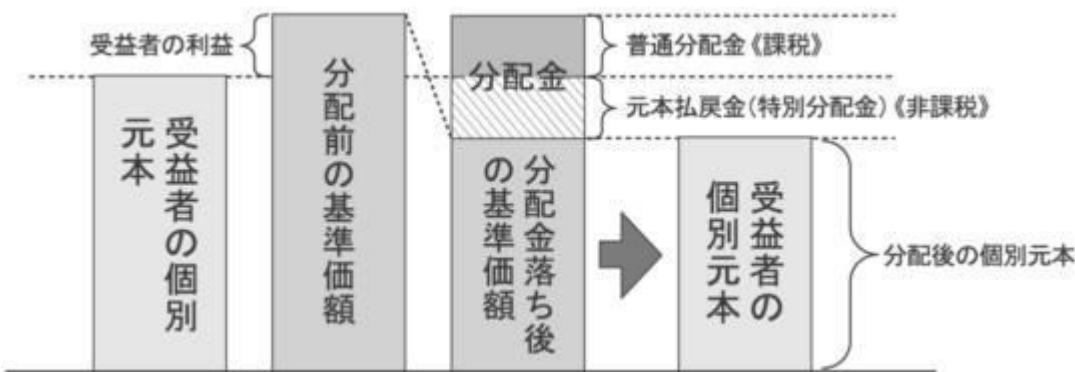 受益者の利益
受益者の個別
元本
分配前の基準価額
分配金
分配金落ち後
の基準価額
普通分配金《課税》
元本払戻金(特別分配金)《非課税》
受益者の
個別元本
分配後の個別元本